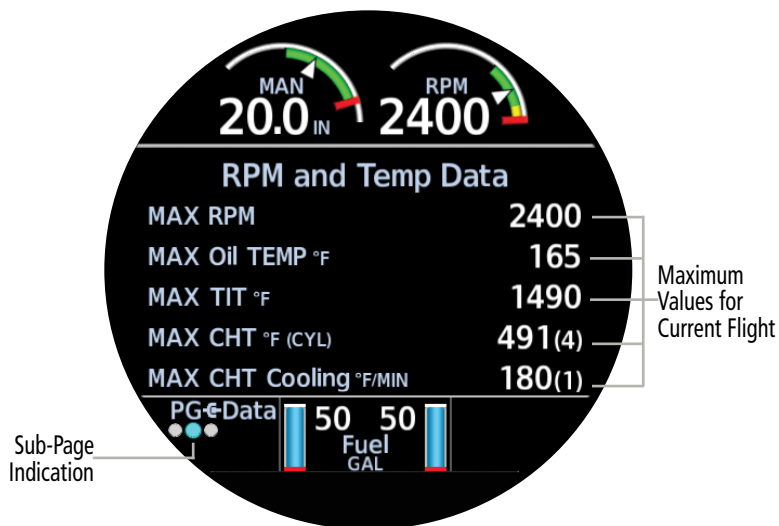 MAN
20.0 IN
RPM
2400
RPM and Temp Data
MAX RPM 2400
MAX Oil TEMP °F 165
MAX TIT °F 1490
MAX CHT °F (CYL) 491(4)
MAX CHT Cooling °F/MIN 180(1)
Maximum
Values for
Current Flight
PG Data
50 50
Fuel
GAL
Sub-Page
Indication